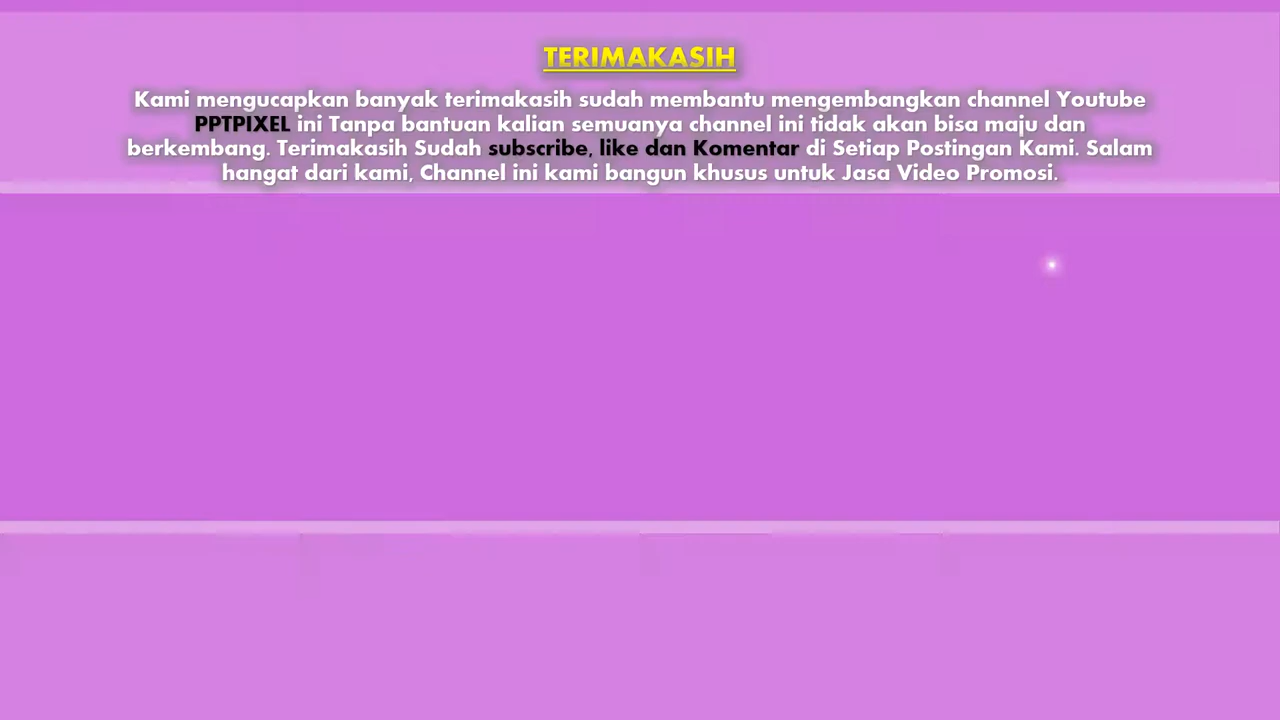 TERIMAKASIH
Kami mengucapkan banyak terimakasih sudah membantu mengembangkan channel Youtube
PPTPIXEL ini Tanpa bantuan kalian semuanya channel ini tidak akan bisa maju dan
berkembang. Terimakasih Sudah subscribe, like dan Komentar di Setiap Postingan Kami. Salam
hangat dari kami, Channel ini kami bangun khusus untuk Jasa Video Promosi.